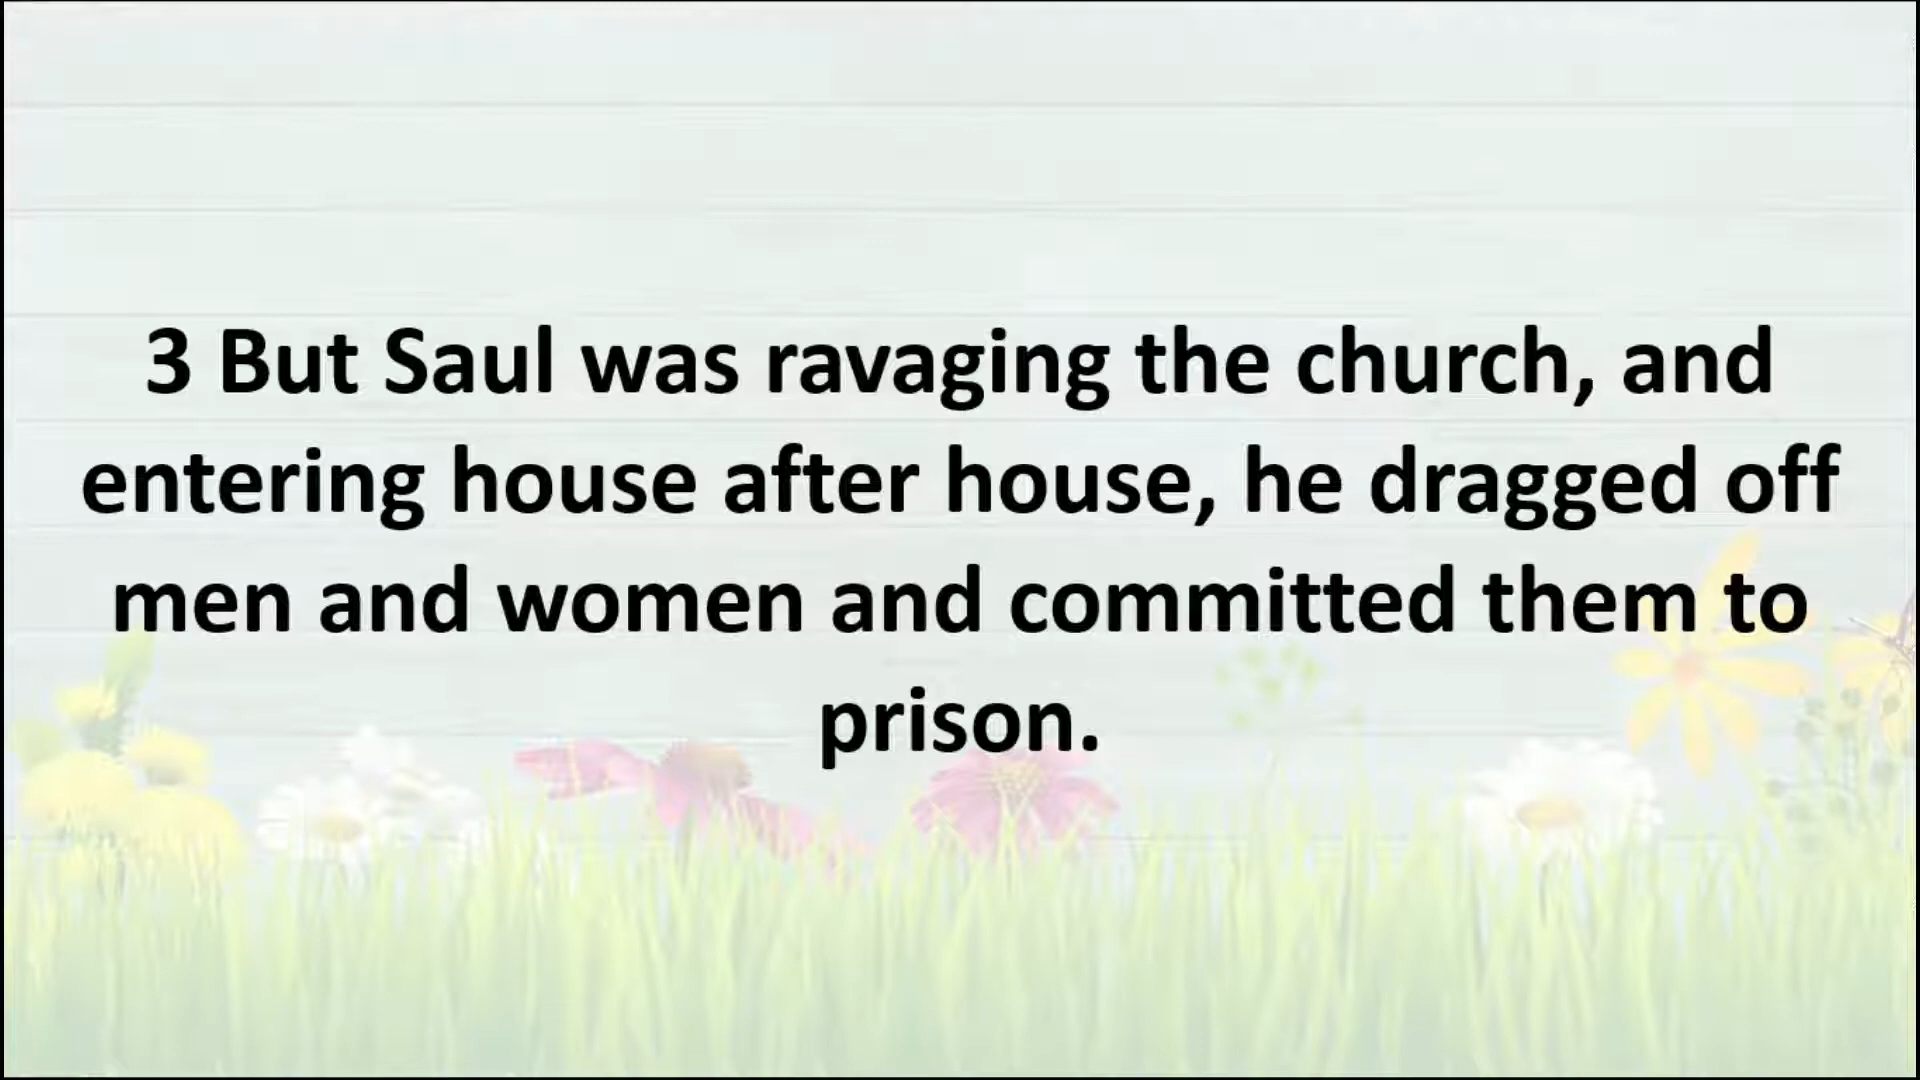 3 But Saul was ravaging the church, and
entering house after house, he dragged off
men and women and committed them to
prison.